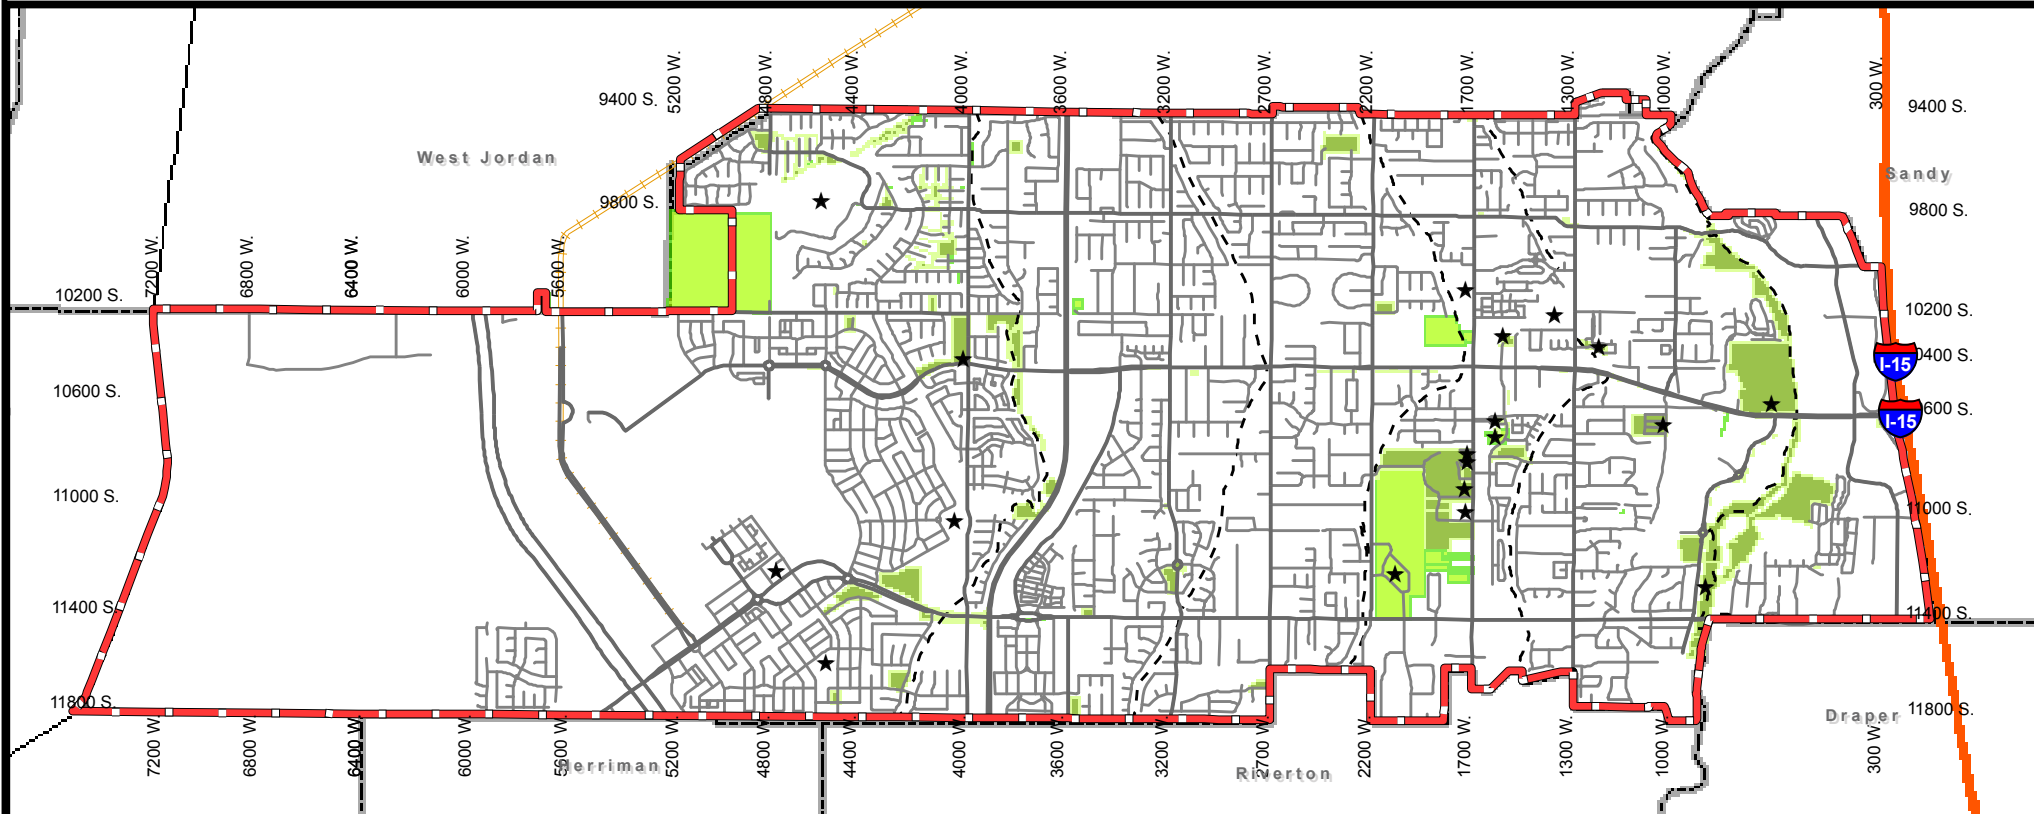 5200 W.
4800 W.
4400 W.
4000 W.
3600 W.
3200 W.
2700 W.
2200 W.
1700 W.
1300 W.
1000 W.
300 W.
9400 S.
9400 S.
West Jordan
Sandy
9800 S.
9800 S.
7200 W.
6800 W.
6400 W.
6000 W.
5600 W.
10200 S.
10200 S.
0400 S.
I-15
10600 S.
600 S.
I-15
11000 S.
11000 S.
11400 S.
11400 S.
11800 S.
11800 S.
Draper
7200 W.
6800 W.
6400 W.
6000 W.
5600 W.
5200 W.
4800 W.
4400 W.
4000 W.
3600 W.
3200 W.
2700 W.
2200 W.
1700 W.
1300 W.
1000 W.
300 W.
Herriman
Riverton